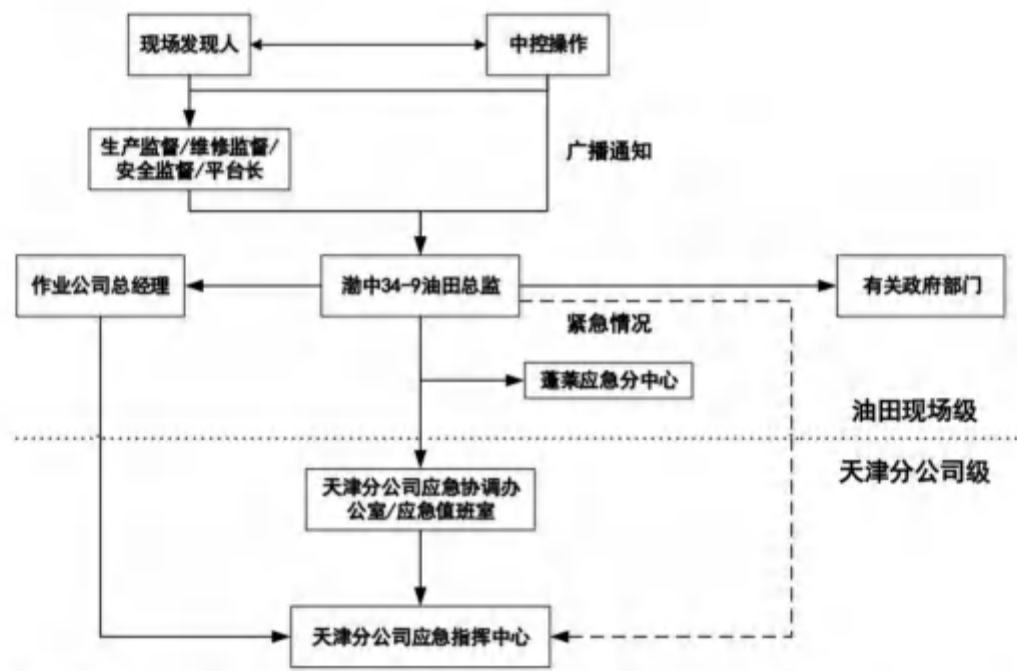 现场发现人
中控操作
生产监督/维修监督/
安全监督/平台长
广播通知
作业公司总经理
渤中34-9油田总监
有关政府部门
紧急情况
蓬莱应急分中心
油田现场级
天津分公司级
天津分公司应急协调办
公室/应急值班室
天津分公司应急指挥中心